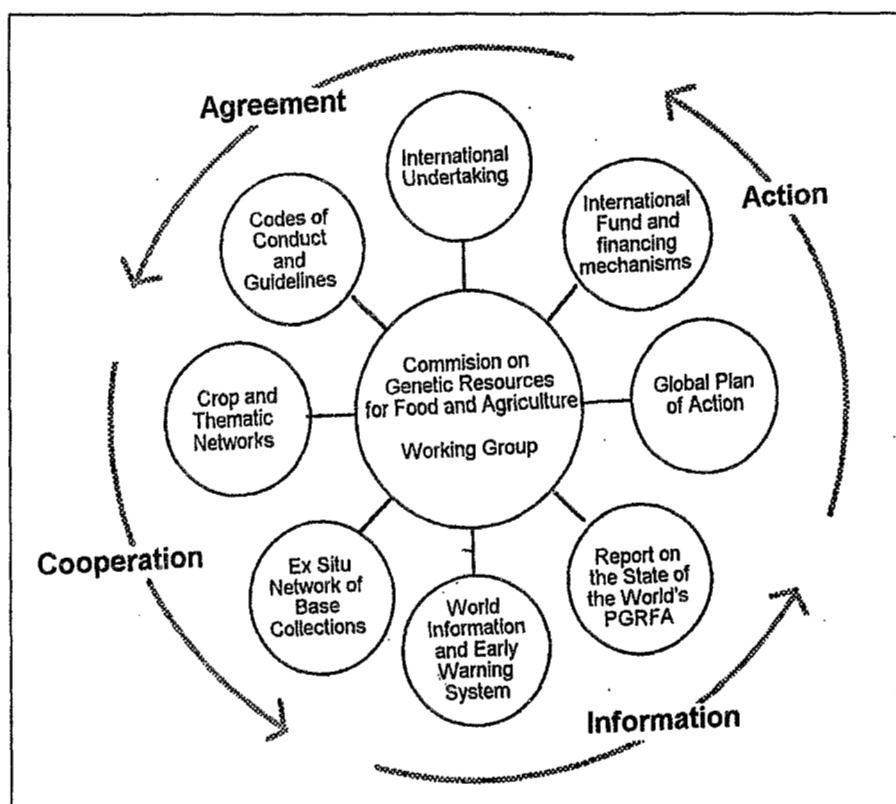 Agreement
International
Undertaking
Codes of
Conduct
and
Guidelines
International
Fund and
financing
mechanisms
Action
Commision on
Genetic Resources
for Food and Agriculture
Working Group
Crop and
Thematic
Networks
Global Plan
of Action
Cooperation
Ex Situ
Network of
Base
Collections
World
Information
and Early
Warning
System
Report on
the State of
the World's
PGRFA
Information